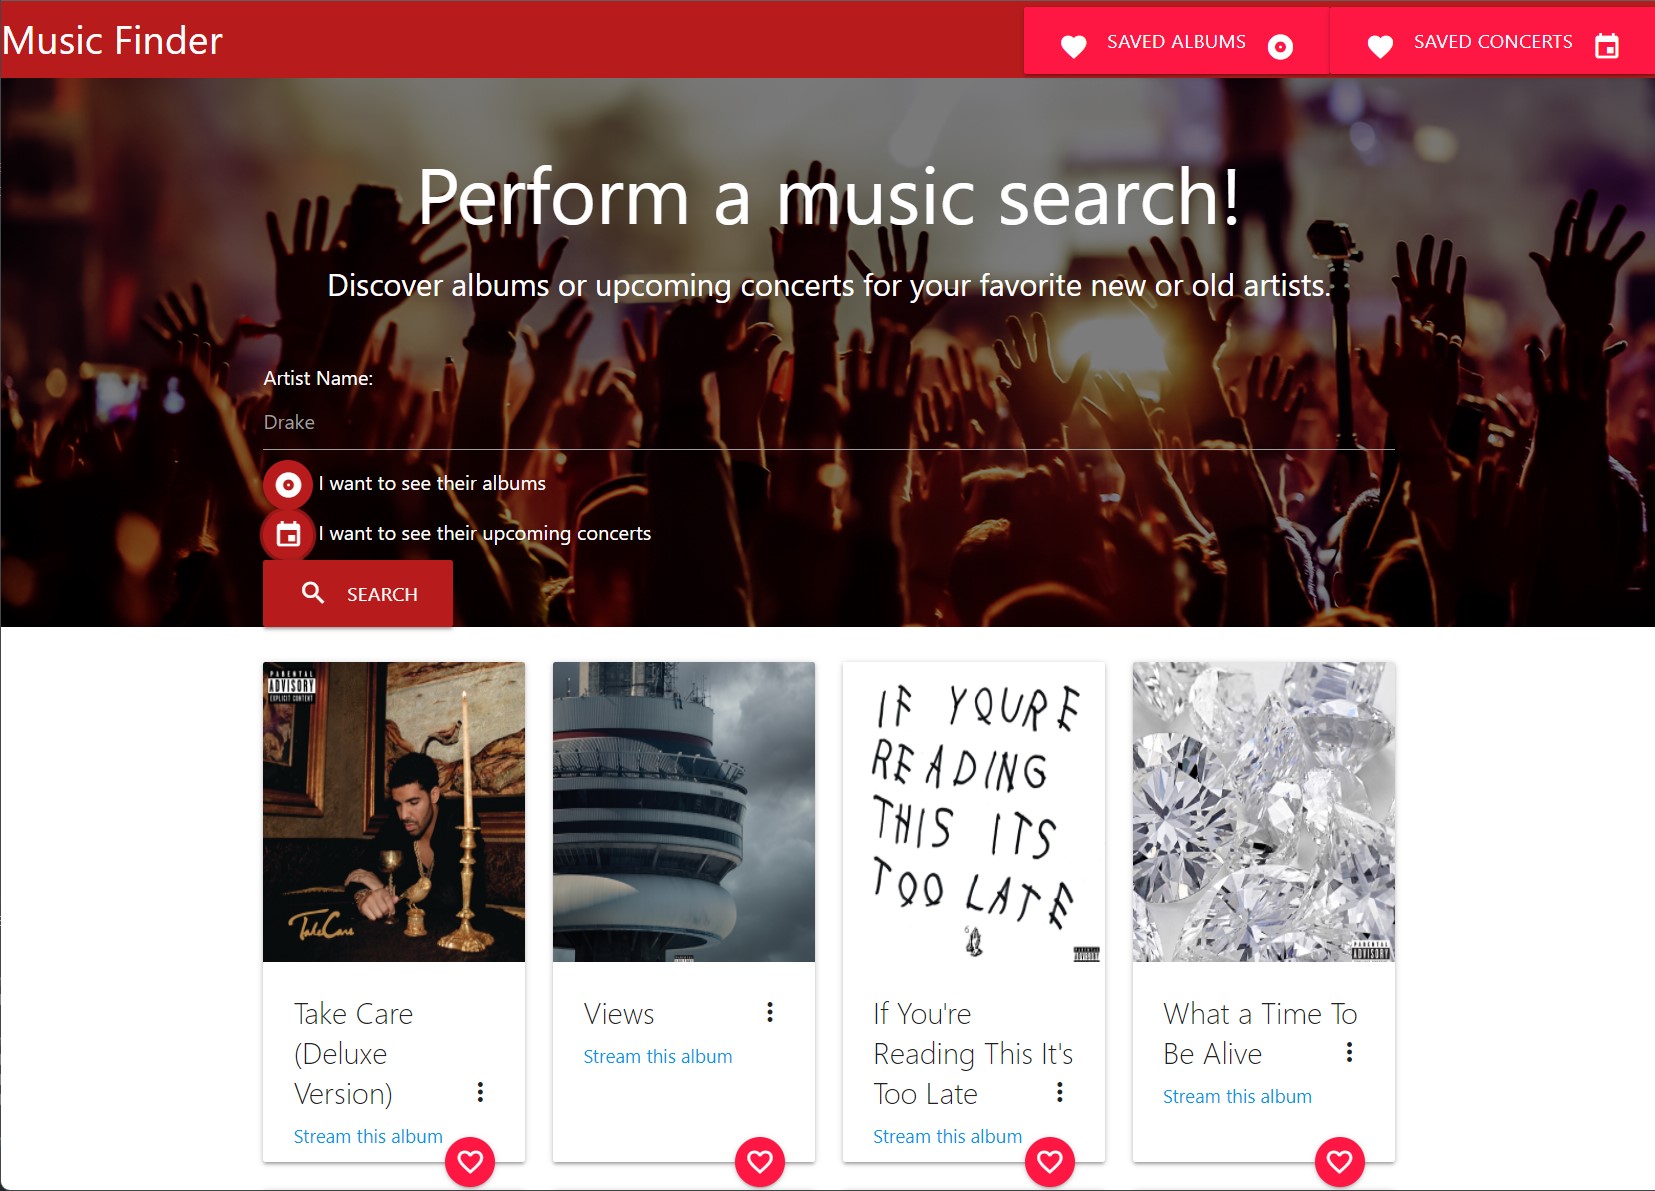 Music Finder
SAVED ALBUMS
SAVED CONCERTS
Perform a music search!
Discover albums or upcoming concerts for your favorite new or old artists.
Artist Name:
Drake
I want to see their albums
I want to see their upcoming concerts
SEARCH
PARENTAL
ADVISORY
EXPLICIT CONTENT
TakeCare
IF YOURE
READING
THIS ITS
TOO LATE
6
PARENTAL
ADVISORY
Take Care
(Deluxe
Version)
Stream this album
Views
Stream this album
If You're
Reading This It's
Too Late
Stream this album
What a Time To
Be Alive
Stream this album